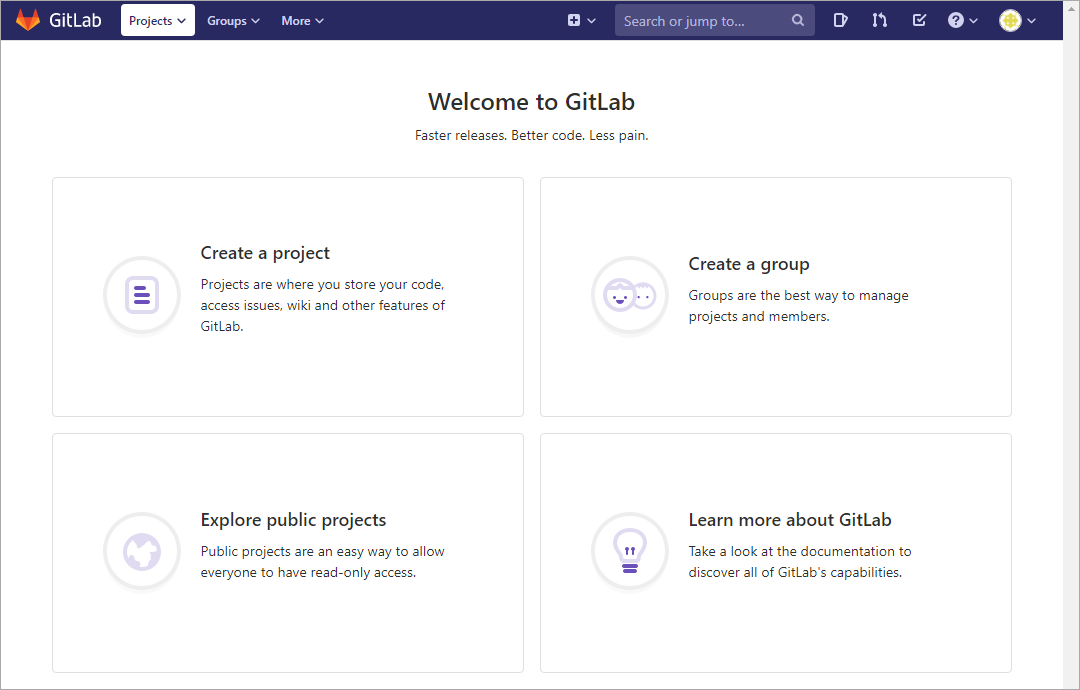 GitLab Projects Groups More Search or jump to...
Welcome to GitLab
Faster releases. Better code. Less pain.
Create a project
Projects are where you store your code,
access issues, wiki and other features of
GitLab.
Create a group
Groups are the best way to manage
projects and members.
Explore public projects
Public projects are an easy way to allow
everyone to have read-only access.
Learn more about GitLab
Take a look at the documentation to
discover all of GitLab's capabilities.